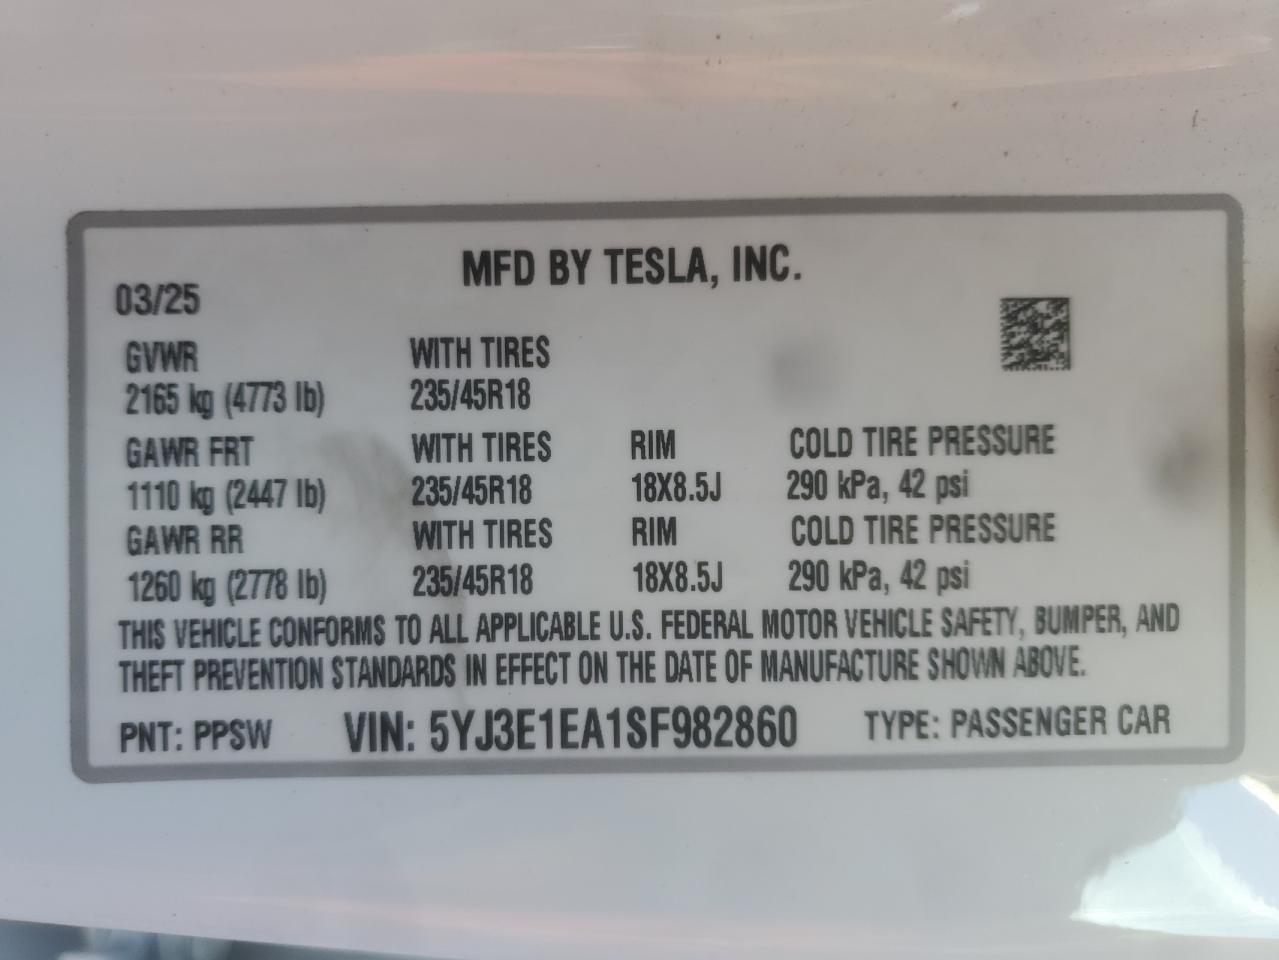 MFD BY TESLA, INC.
03/25
GVWR WITH TIRES
2165 kg (4773 lb) 235/45R18
GAWR FRT WITH TIRES RIM COLD TIRE PRESSURE
1110 kg (2447 lb) 235/45R18 18X8.5J 290 kPa, 42 psi
GAWR RR WITH TIRES RIM COLD TIRE PRESSURE
1260 kg (2778 lb) 235/45R18 18X8.5J 290 kPa, 42 psi
THIS VEHICLE CONFORMS TO ALL APPLICABLE U.S. FEDERAL MOTOR VEHICLE SAFETY, BUMPER, AND
THEFT PREVENTION STANDARDS IN EFFECT ON THE DATE OF MANUFACTURE SHOWN ABOVE.
PNT: PPSW VIN: 5YJ3E1EA1SF982860 TYPE: PASSENGER CAR